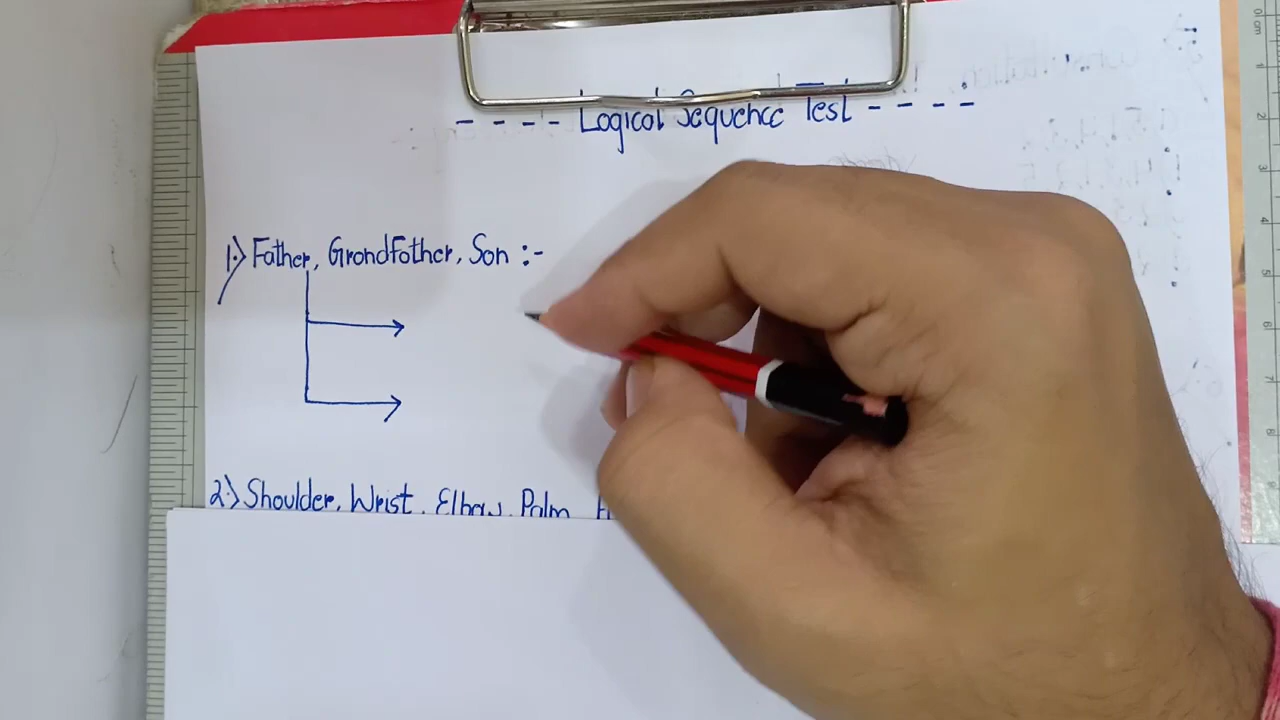 - - - - Logical Sequence Test - - - -
1.) Father, Grandfather, Son :-
2.) Shoulder, Wrist, Elbow, Palm